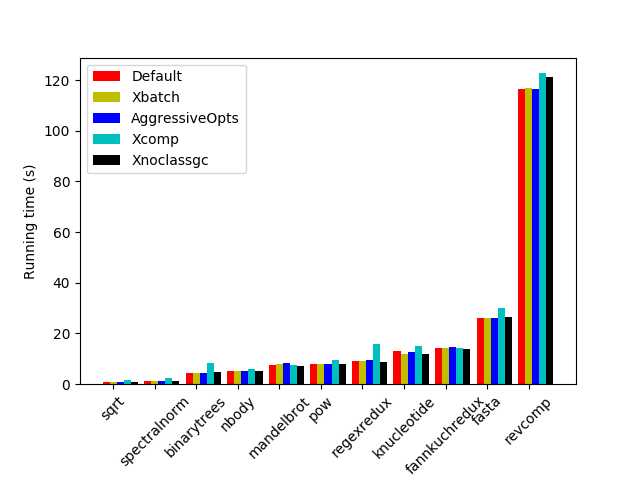 Default
Xbatch
AggressiveOpts
Xcomp
Xnoclassgc
Running time (s)
120
100
80
60
40
20
0
sqrt
spectralnorm
binarytrees
nbody
mandelbrot
pow
regexredux
knucleotide
fannkuchredux
fasta
revcomp